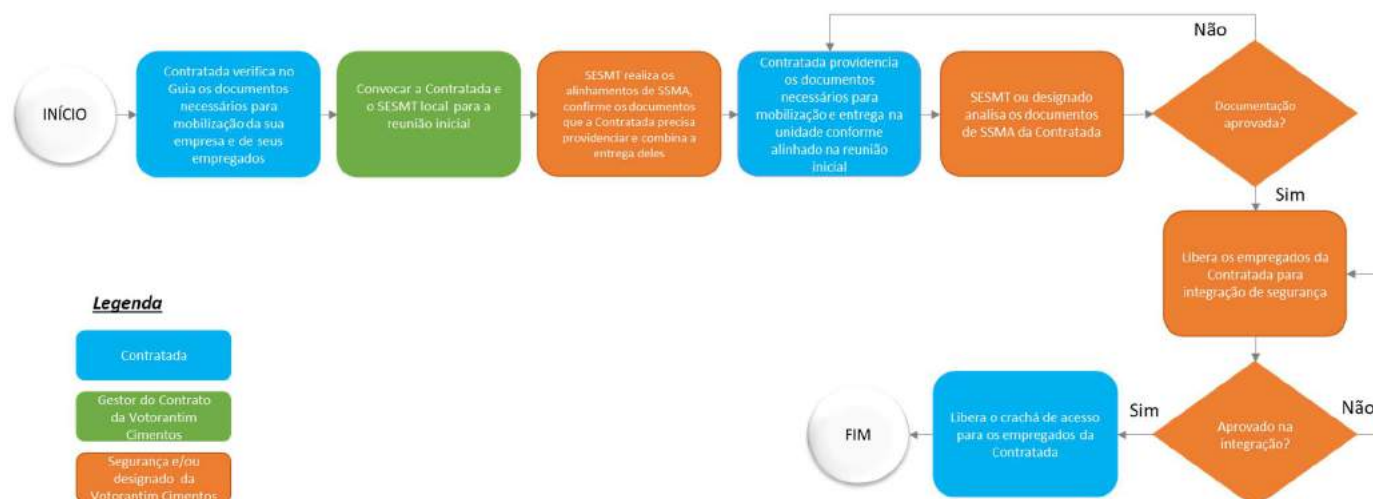 Não
INÍCIO
Contratada verifica no
Guia os documentos
necessários para
mobilização da sua
empresa e de seus
empregados
Convocar a Contratada e
o SESMT local para a
reunião inicial
SESMT realiza os
alinhamentos de SSMA,
confirme os documentos
que a Contratada precisa
providenciar e combina a
entrega deles
Contratada providencia
os documentos
necessários para
mobilização e entrega na
unidade conforme
alinhado na reunião
inicial
SESMT ou designado
analisa os documentos
de SSMA da Contratada
Documentação
aprovada?
Sim
Libera os empregados da
Contratada para
integração de segurança
Aprovado na
integração?
Não
Sim
Libera o crachá de acesso
para os empregados da
Contratada
FIM
Legenda
Contratada
Gestor do Contrato
da Votorantim
Cimentos
Segurança e/ou
designado da
Votorantim Cimentos